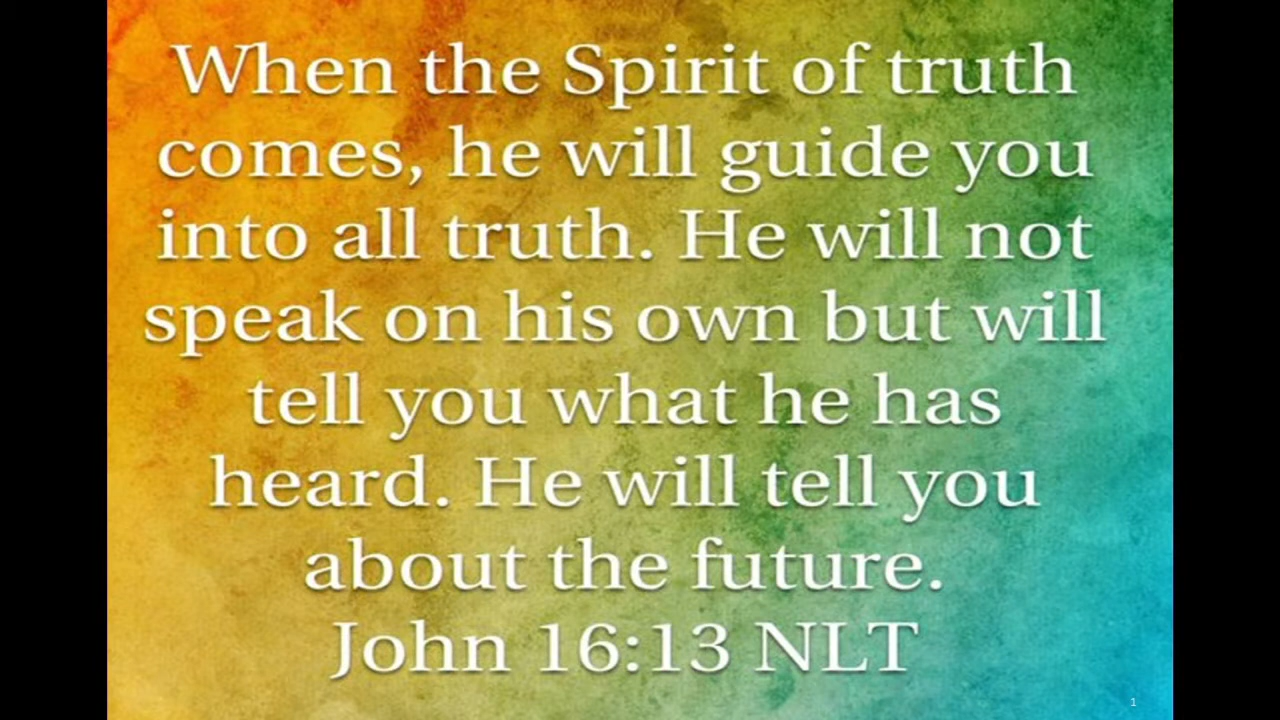 When the Spirit of truth
comes, he will guide you
into all truth. He will not
speak on his own but will
tell you what he has
heard. He will tell you
about the future.
John 16:13 NLT
1